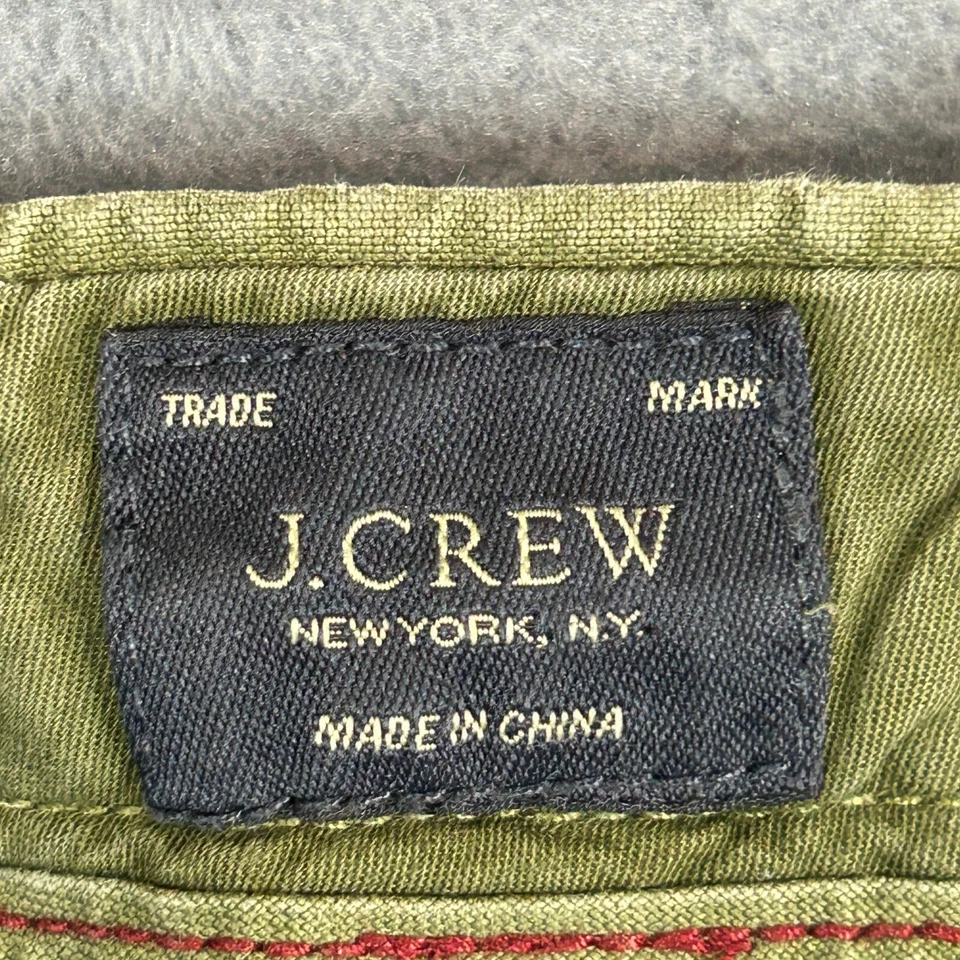 TRADE MARK
J.CREW
NEW YORK, N.Y.
MADE IN CHINA